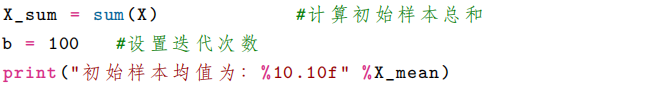 X_sum = sum(X) #计算初始样本总和
b = 100 #设置迭代次数
print("初始样本均值为: %10.10f" %X_mean)